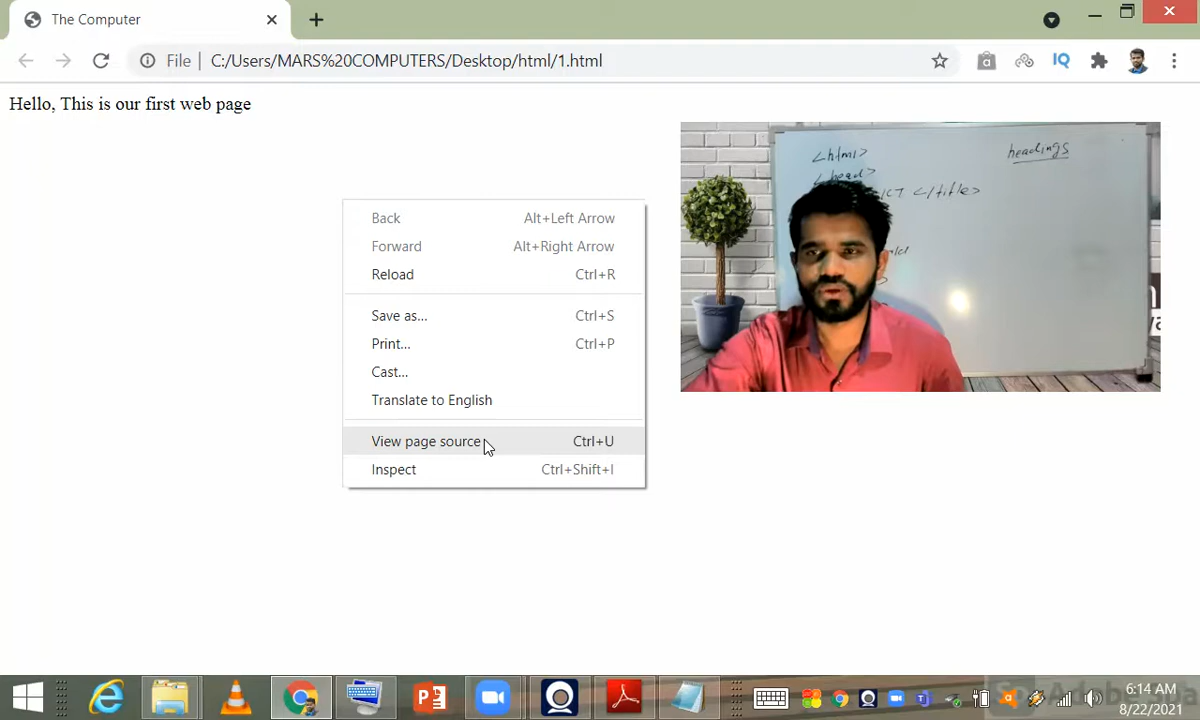 The Computer
File | C:/Users/MARS%20COMPUTERS/Desktop/html/1.html
IQ
Hello, This is our first web page
<html>
<head>
ICT </title>
headings
Back Alt+Left Arrow
Forward Alt+Right Arrow
Reload Ctrl+R
Save as... Ctrl+S
Print... Ctrl+P
Cast...
Translate to English
View page source Ctrl+U
Inspect Ctrl+Shift+I
6:14 AM
8/22/2021